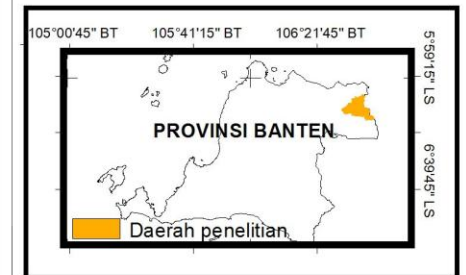 105°00'45" BT 105°41'15" BT 106°21'45" BT
5°59'15" LS
PROVINSI BANTEN
6°39'45" LS
Daerah penelitian